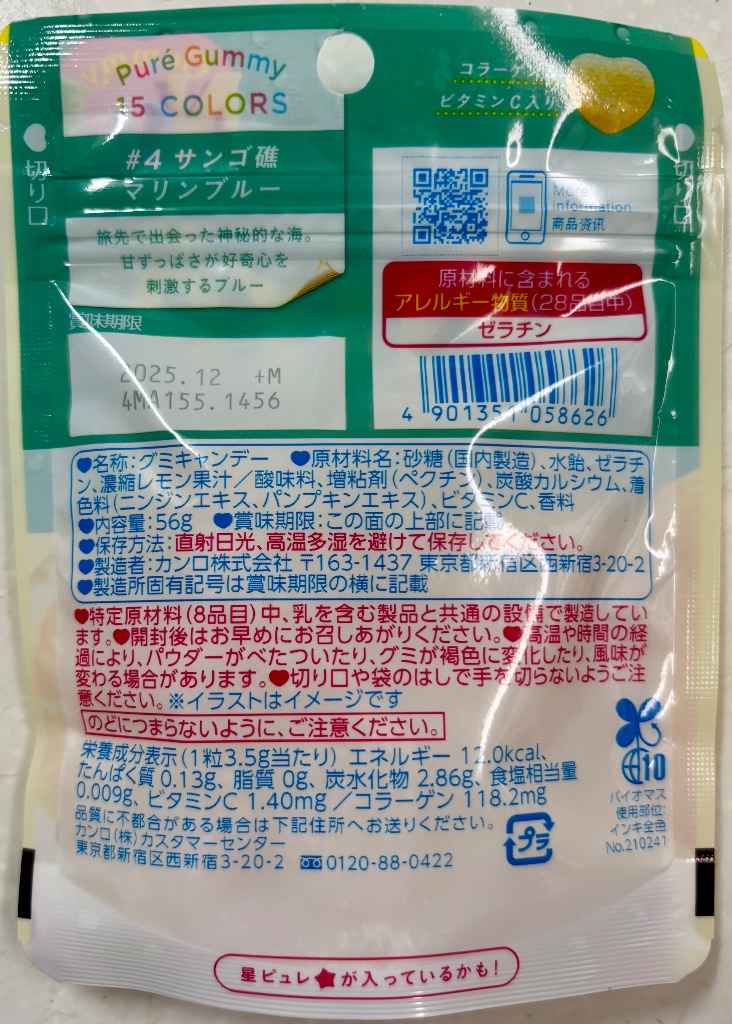 Puré Gummy
15 COLORS
コラーゲン
ビタミンC入り
切り口
切り口
#4 サンゴ礁
マリンブルー
旅先で出会った神秘的な海。
甘ずっぱさが好奇心を
刺激するブルー
More
Information
商品资讯
原材料に含まれる
アレルギー物質(28品目中)
ゼラチン
賞味期限
2025.12 +M
4MA155.1456
4 901351 058626
♥名称:グミキャンデー ♥原材料名:砂糖(国内製造)、水飴、ゼラチ
ン、濃縮レモン果汁/酸味料、増粘剤(ペクチン)、炭酸カルシウム、着
色料(ニンジンエキス、パンプキンエキス)、ビタミンC、香料
♥内容量:56g ♥賞味期限:この面の上部に記載
♥保存方法:直射日光、高温多湿を避けて保存してください。
♥製造者:カンロ株式会社 〒163-1437 東京都新宿区西新宿3-20-2
♥製造所固有記号は賞味期限の横に記載
♥特定原材料(8品目)中、乳を含む製品と共通の設備で製造してい
ます。♥開封後はお早めにお召しあがりください。♥高温や時間の経
過により、パウダーがべたついたり、グミが褐色に変化したり、風味が
変わる場合があります。♥切り口や袋のはしで手を切らないようご注
意ください。※イラストはイメージです
のどにつまらないように、ご注意ください。
栄養成分表示(1粒3.5g当たり) エネルギー 12.0kcal、
たんぱく質 0.13g、脂質 0g、炭水化物 2.86g、食塩相当量
0.009g、ビタミンC 1.40mg/コラーゲン 118.2mg
品質に不都合がある場合は下記住所へお送りください。
カンロ(株)カスタマーセンター
東京都新宿区西新宿3-20-2 0120-88-0422
プラ
10
バイオマス
使用部位:
インキ全色
No.210241
星ピュレ★が入っているかも!